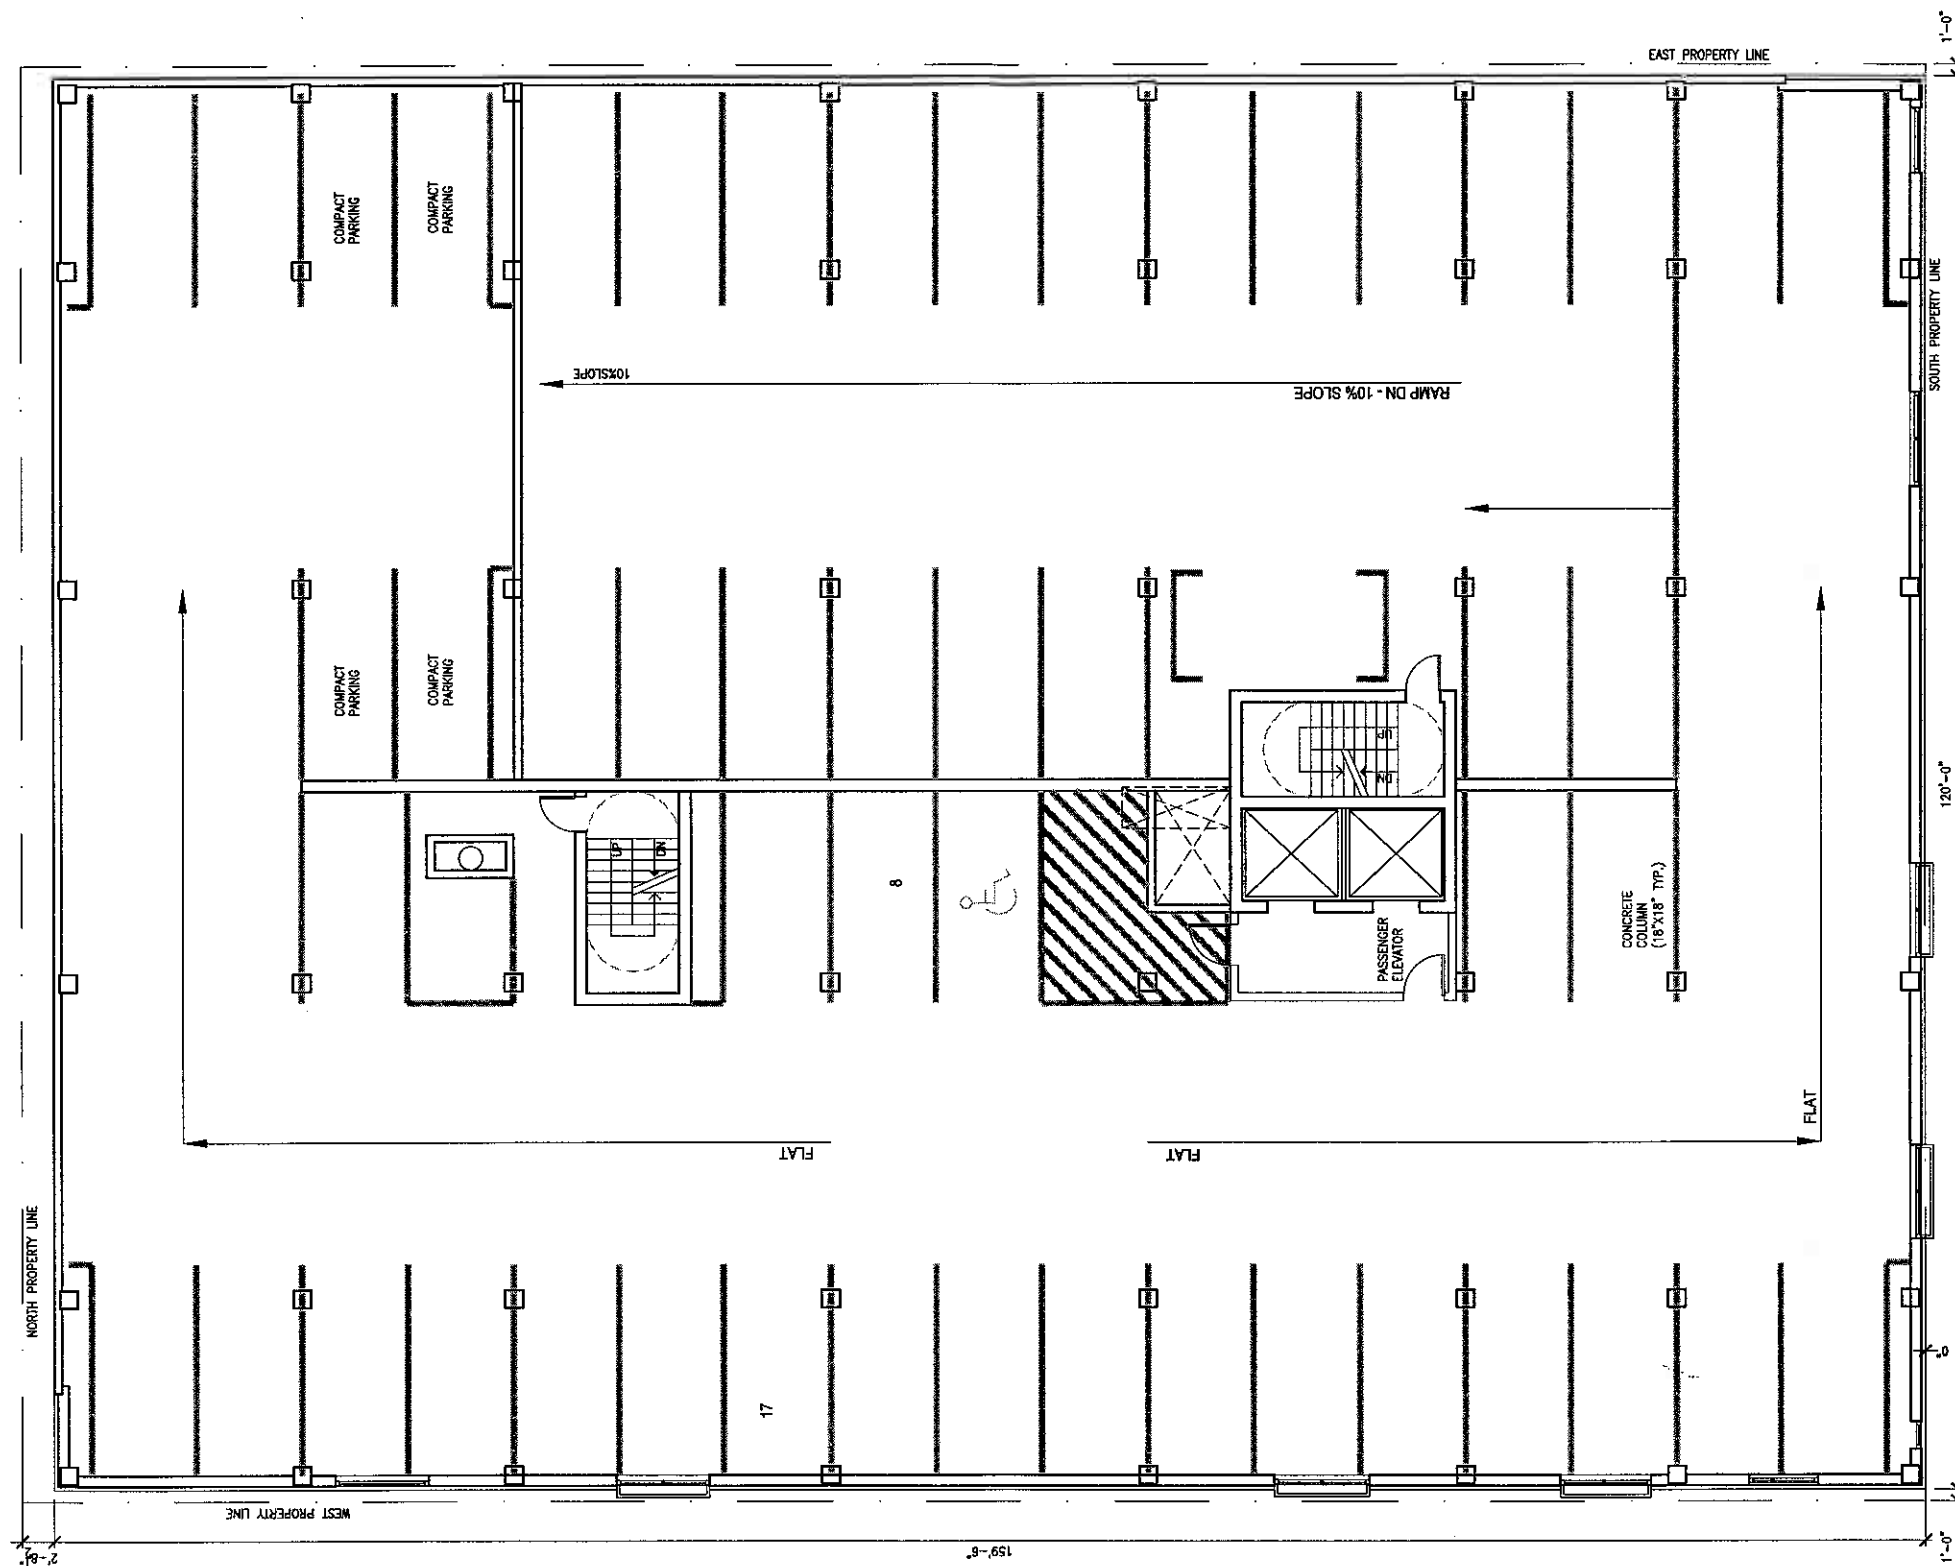 1'-0"
EAST PROPERTY LINE
COMPACT
PARKING
COMPACT
PARKING
SOUTH PROPERTY LINE
10%SLOPE
RAMP DN - 10% SLOPE
COMPACT
PARKING
COMPACT
PARKING
UP
DN
120'-0"
UP
DN
8
CONCRETE
COLUMN
(18"X18" TYP.)
PASSENGER
ELEVATOR
FLAT
FLAT
FLAT
NORTH PROPERTY LINE
17
WEST PROPERTY LINE
159'-6"
1'-0"